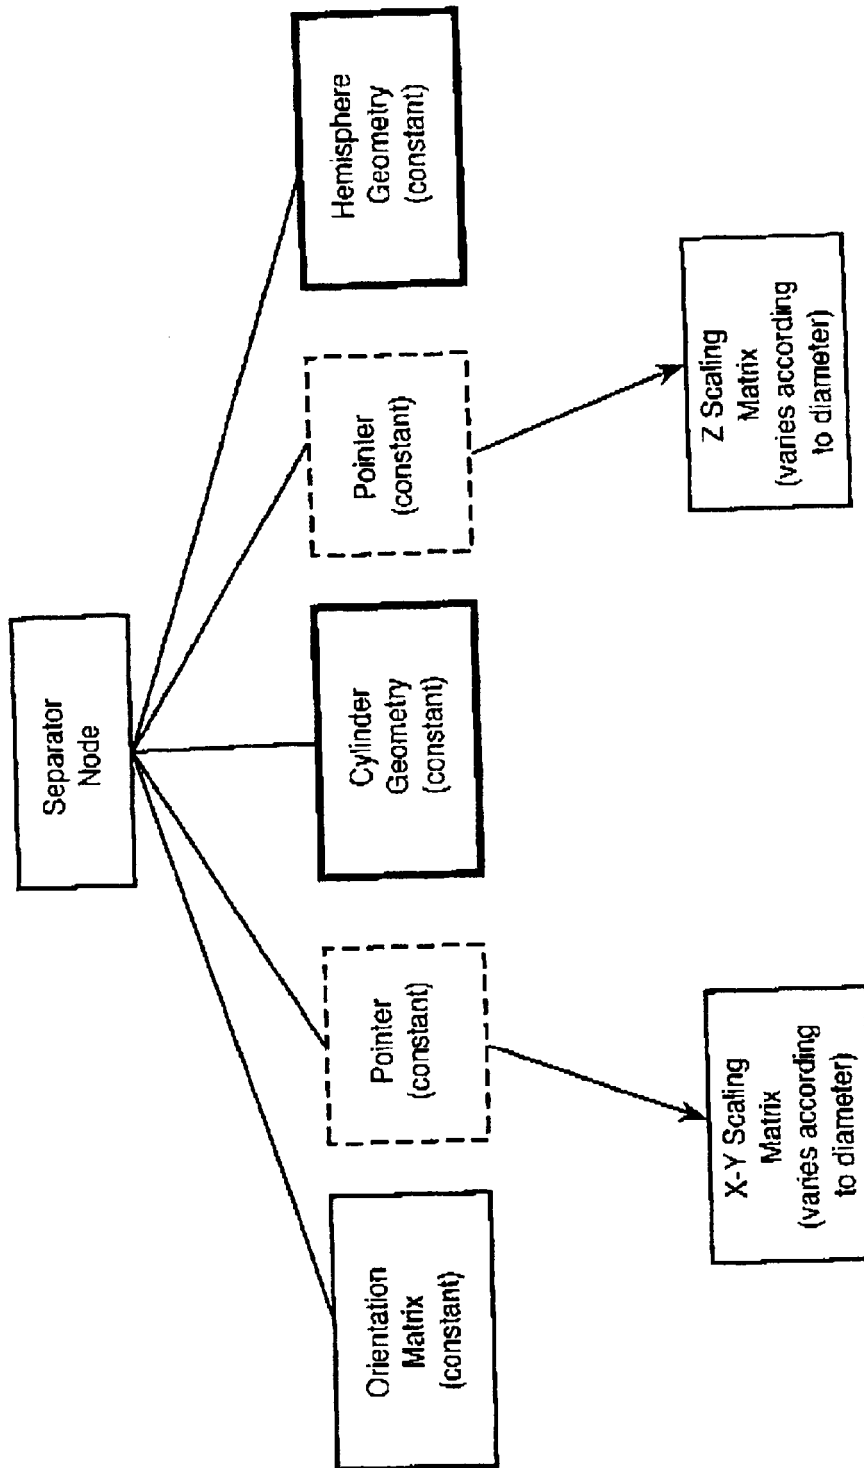 Separator
Node
Orientation
Matrix
(constant)
Pointer
(constant)
Cylinder
Geometry
(constant)
Pointer
(constant)
Hemisphere
Geometry
(constant)
X-Y Scaling
Matrix
(varies according
to diameter)
Z Scaling
Matrix
(varies according
to diameter)